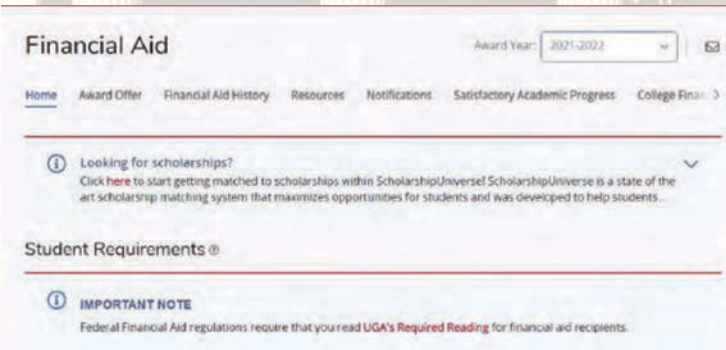 Financial Aid
Award Year: 2021-2022
Home Award Offer Financial Aid History Resources Notifications Satisfactory Academic Progress College Finan
Looking for scholarships?
Click here to start getting matched to scholarships within ScholarshipUniverse! ScholarshipUniverse is a state of the
art scholarship matching system that maximizes opportunities for students and was developed to help students...
Student Requirements
IMPORTANT NOTE
Federal Financial Aid regulations require that you read UGA's Required Reading for financial aid recipients.